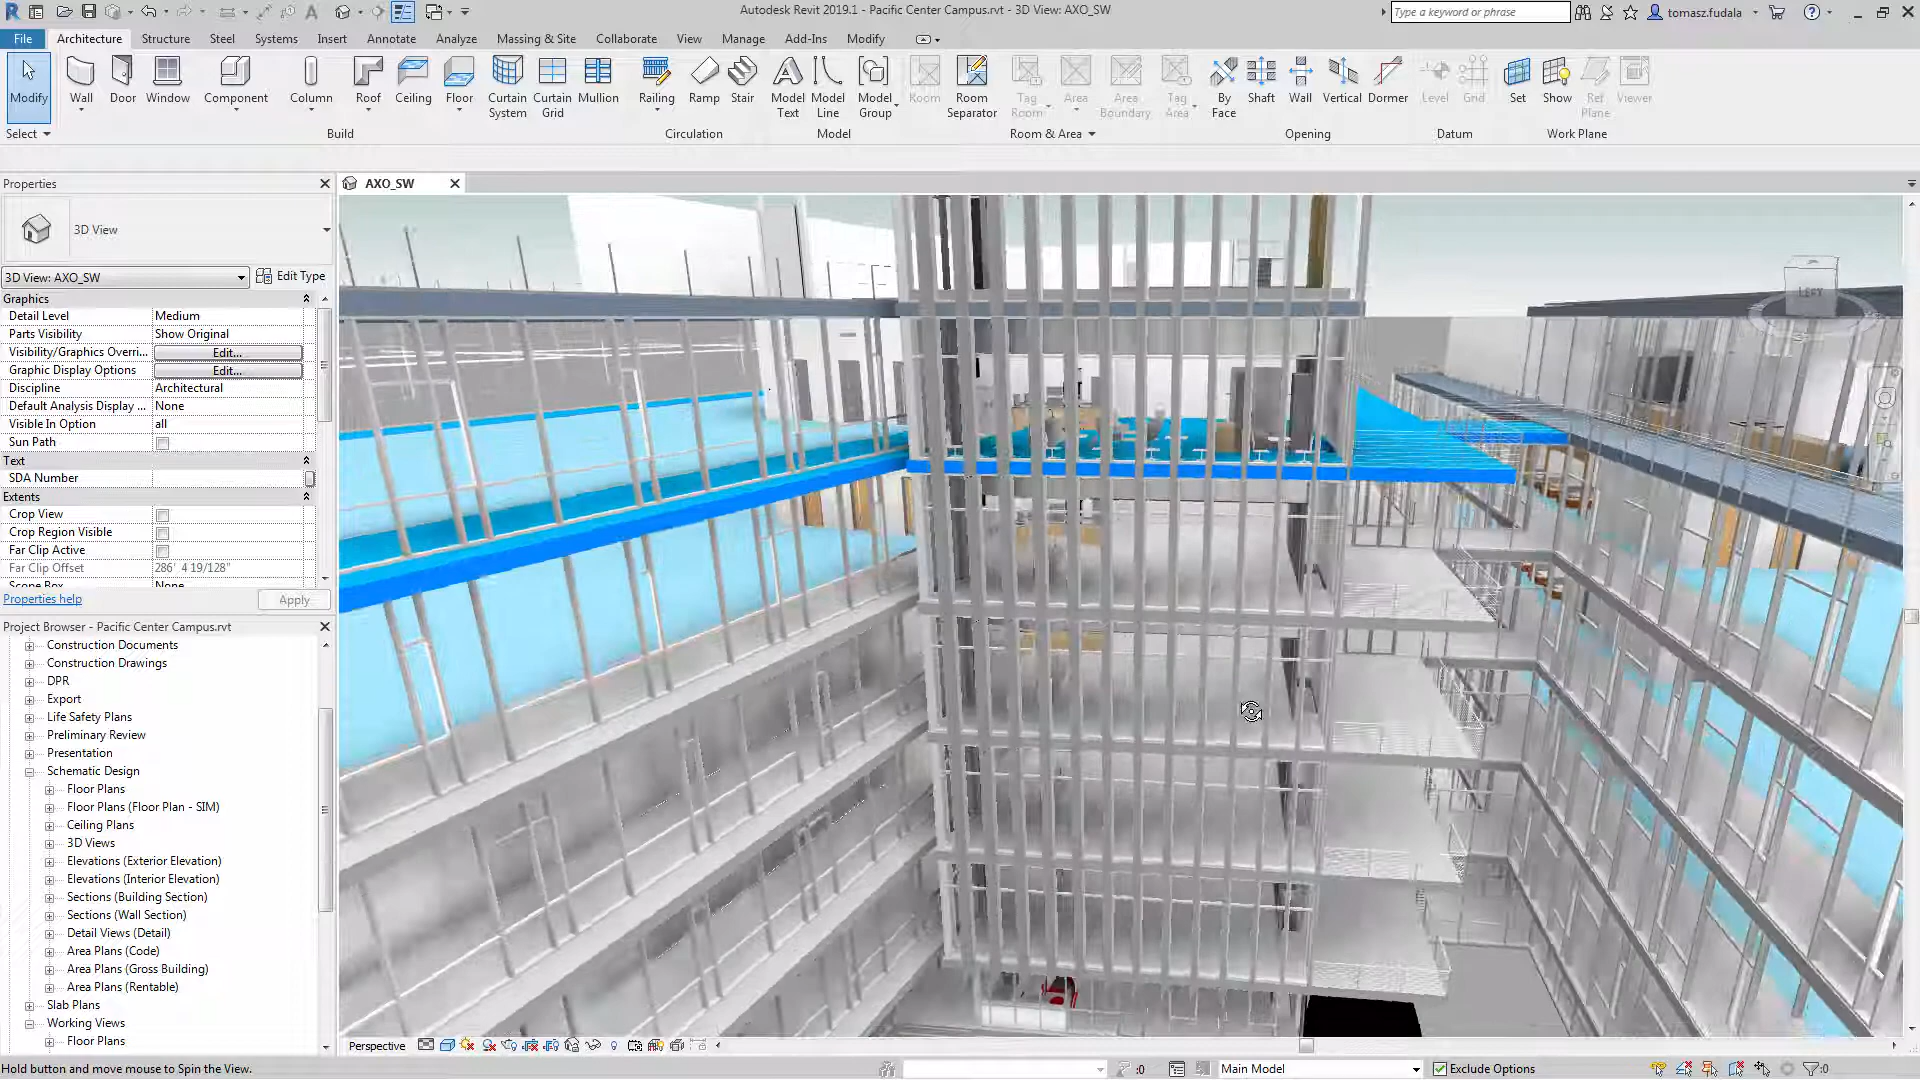 Autodesk Revit 2019.1 - Pacific Center Campus.rvt - 3D View: AXO_SW
Type a keyword or phrase
tomasz.fudala
File Architecture Structure Steel Systems Insert Annotate Analyze Massing & Site Collaborate View Manage Add-Ins Modify
Modify Wall Door Window Component Column Roof Ceiling Floor Curtain System Curtain Grid Mullion Railing Ramp Stair Model Text Model Line Model Group Room Room Separator Tag Room Area Area Boundary Tag Area By Face Shaft Wall Vertical Dormer Level Grid Set Show Ref Plane Viewer
Select Build Circulation Model Room & Area Opening Datum Work Plane
Properties
AXO_SW
3D View
3D View: AXO_SW Edit Type
Graphics
Detail Level Medium
Parts Visibility Show Original
Visibility/Graphics Overri... Edit...
Graphic Display Options Edit...
Discipline Architectural
Default Analysis Display ... None
Visible In Option all
Sun Path
Text
SDA Number
Extents
Crop View
Crop Region Visible
Far Clip Active
Far Clip Offset 286' 4 19/128"
Scope Box None
Properties help Apply
Project Browser - Pacific Center Campus.rvt
Construction Documents
Construction Drawings
DPR
Export
Life Safety Plans
Preliminary Review
Presentation
Schematic Design
Floor Plans
Floor Plans (Floor Plan - SIM)
Ceiling Plans
3D Views
Elevations (Exterior Elevation)
Elevations (Interior Elevation)
Sections (Building Section)
Sections (Wall Section)
Detail Views (Detail)
Area Plans (Code)
Area Plans (Gross Building)
Area Plans (Rentable)
Slab Plans
Working Views
Floor Plans
LEFT
Perspective
Hold button and move mouse to Spin the View.
:0
Main Model
Exclude Options
:0